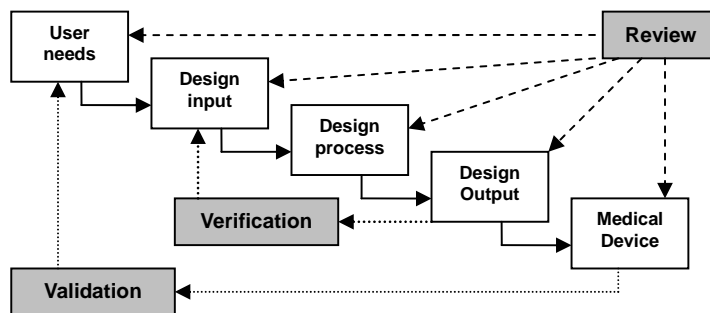 User
needs
Review
Design
input
Design
process
Design
Output
Verification
Medical
Device
Validation